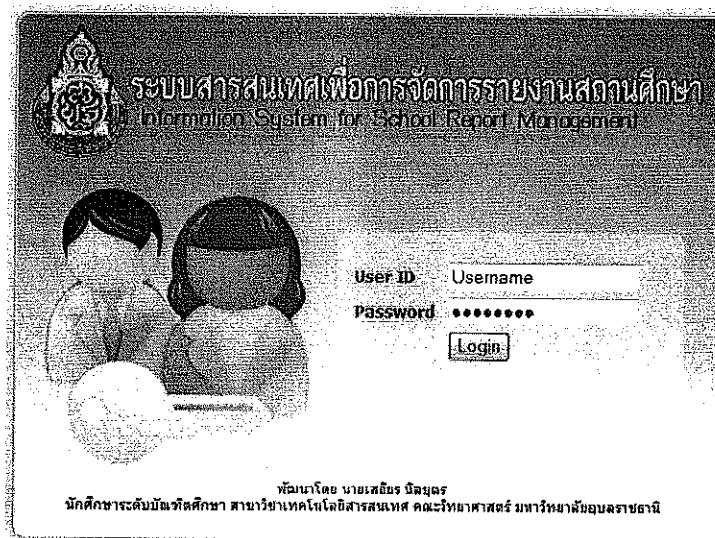 ระบบสารสนเทศเพื่อการจัดการรายงานสถานศึกษา
Information System for School Report Management
User ID Username
Password ●●●●●●●●
Login
พัฒนาโดย นายเสถียร นิลบุตร
นักศึกษาระดับบัณฑิตศึกษา สาขาวิชาเทคโนโลยีสารสนเทศ คณะวิทยาศาสตร์ มหาวิทยาลัยอุบลราชธานี